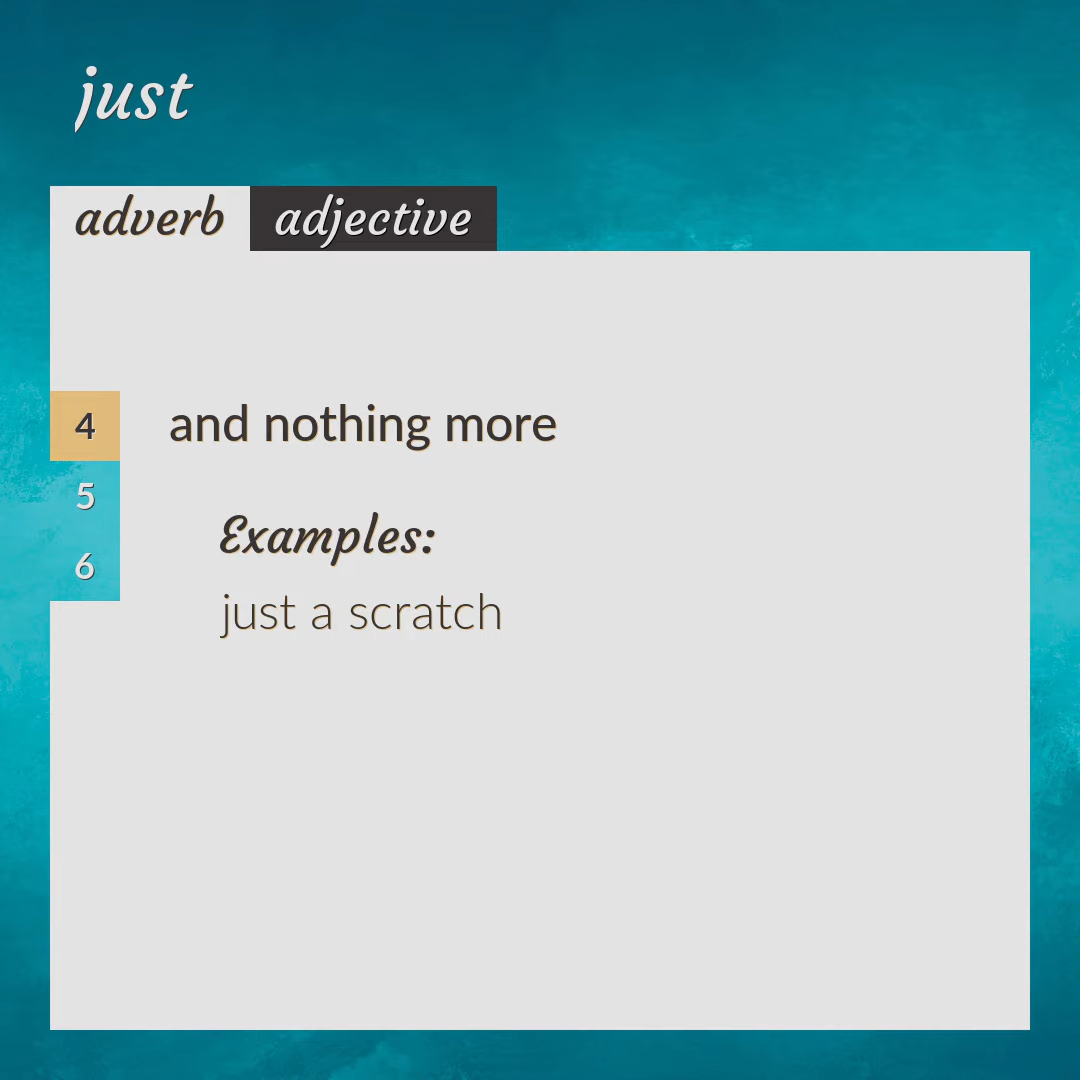 just
adverb adjective
4 and nothing more
5
6
Examples:
just a scratch